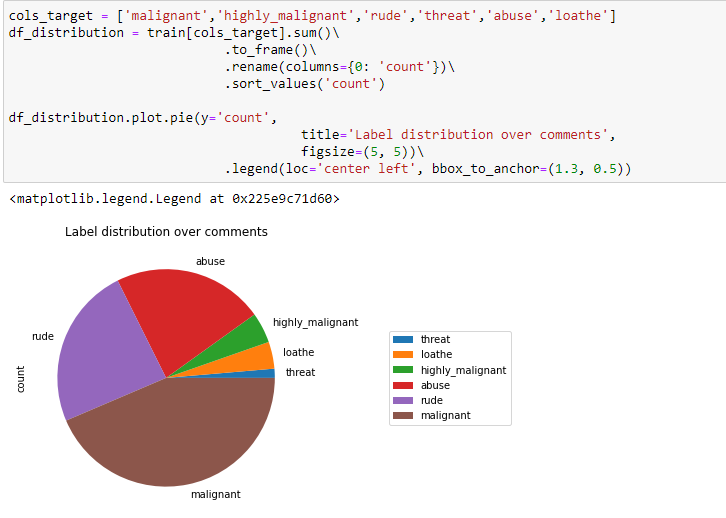 cols_target = ['malignant','highly_malignant','rude','threat','abuse','loathe']
df_distribution = train[cols_target].sum()\
                            .to_frame()\
                            .rename(columns={0: 'count'})\
                            .sort_values('count')

df_distribution.plot.pie(y='count',
                                      title='Label distribution over comments',
                                      figsize=(5, 5))\
                            .legend(loc='center left', bbox_to_anchor=(1.3, 0.5))
<matplotlib.legend.Legend at 0x225e9c71d60>
Label distribution over comments
abuse
highly_malignant
rude
loathe
threat
count
malignant
threat
loathe
highly_malignant
abuse
rude
malignant